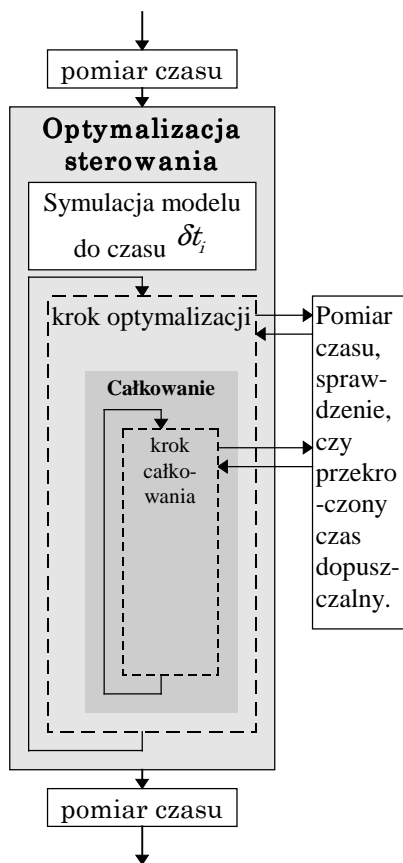 pomiar czasu
Optymalizacja
sterowania
Symulacja modelu
do czasu δtᵢ
krok optymalizacji
Całkowanie
krok
całko-
wania
Pomiar
czasu,
spraw-
dzenie,
czy
przekro
-czony
czas
dopusz-
czalny.
pomiar czasu